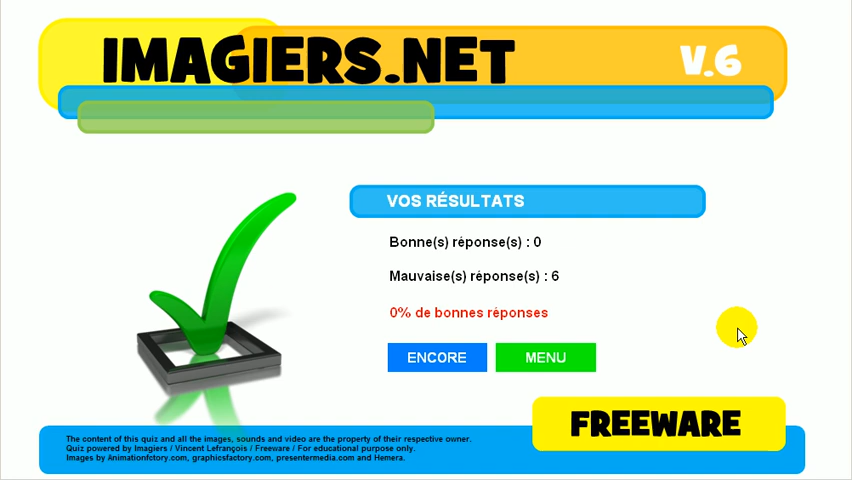 IMAGIERS.NET
V.6
VOS RÉSULTATS
Bonne(s) réponse(s) : 0
Mauvaise(s) réponse(s) : 6
0% de bonnes réponses
ENCORE
MENU
FREEWARE
The content of this quiz and all the images, sounds and video are the property of their respective owner.
Quiz powered by Imagiers / Vincent Lefrançois / Freeware / For educational purpose only.
Images by Animationfctory.com, graphicsfactory.com, presentermedia.com and Hemera.